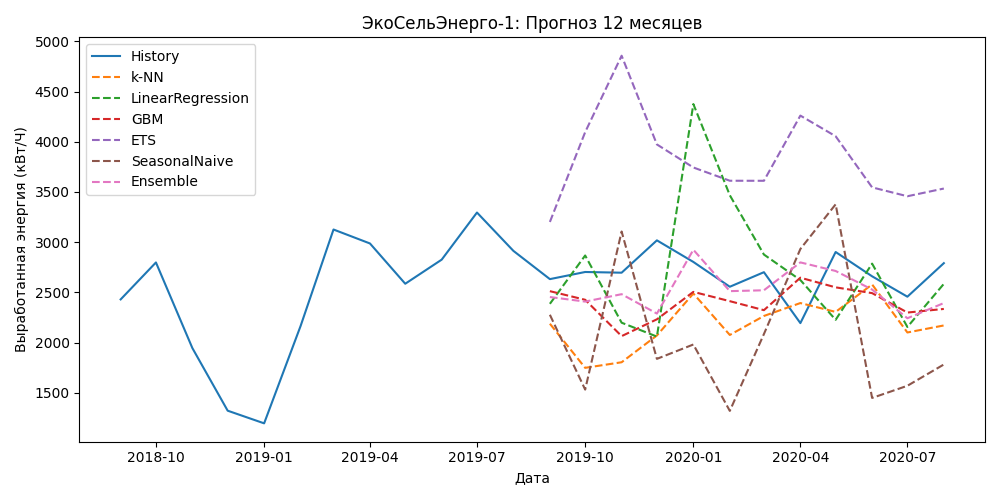 ЭкоСельЭнерго-1: Прогноз 12 месяцев
Выработанная энергия (кВт/Ч)
5000
4500
4000
3500
3000
2500
2000
1500
History
k-NN
LinearRegression
GBM
ETS
SeasonalNaive
Ensemble
2018-10 2019-01 2019-04 2019-07 2019-10 2020-01 2020-04 2020-07
Дата